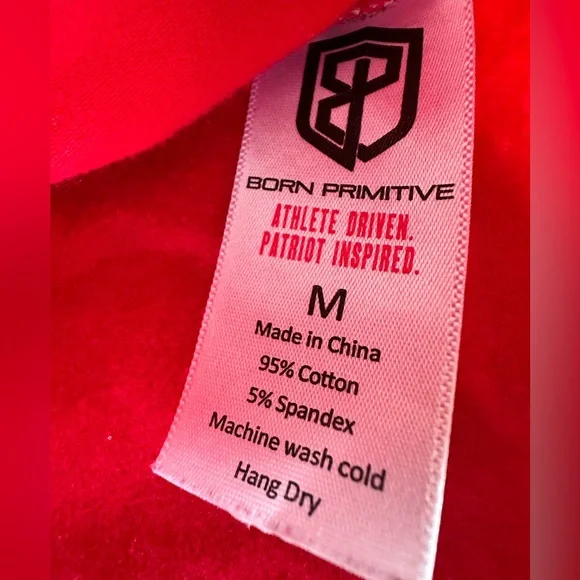 BORN PRIMITIVE
ATHLETE DRIVEN.
PATRIOT INSPIRED.
M
Made in China
95% Cotton
5% Spandex
Machine wash cold
Hang Dry